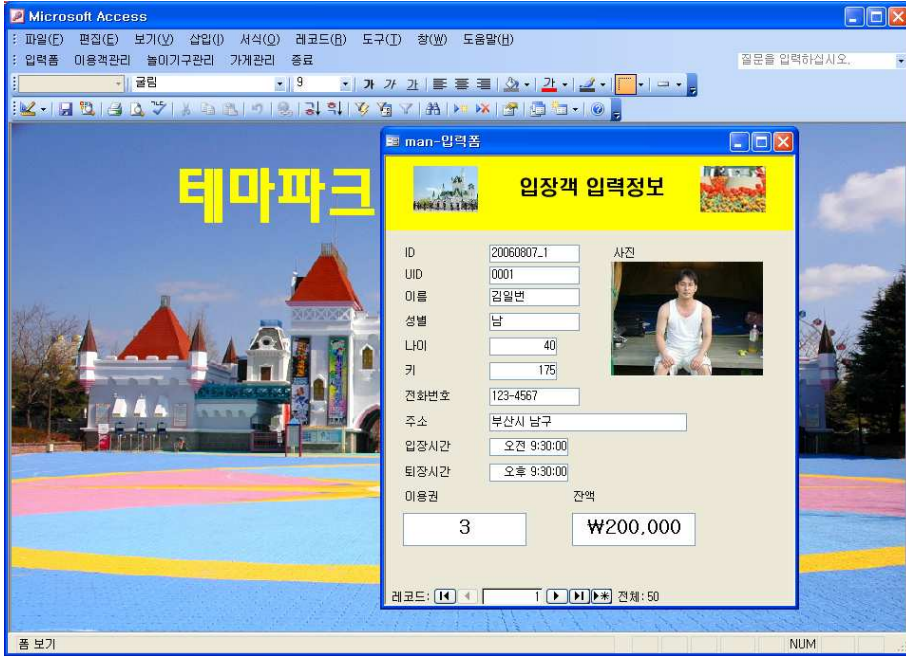 Microsoft Access
파일(F) 편집(E) 보기(V) 삽입(I) 서식(O) 레코드(R) 도구(T) 창(W) 도움말(H)
입력폼 이용객관리 놀이기구관리 가게관리 종료 질문을 입력하십시오.
굴림 9 가 가 가 가
man-입력폼
테마파크
입장객 입력정보
ID 20060807_1 사진
UID 0001
이름 김일번
성별 남
나이 40
키 175
전화번호 123-4567
주소 부산시 남구
입장시간 오전 9:30:00
퇴장시간 오후 9:30:00
이용권 잔액
3 ₩200,000
레코드: 1 전체: 50
폼 보기 NUM